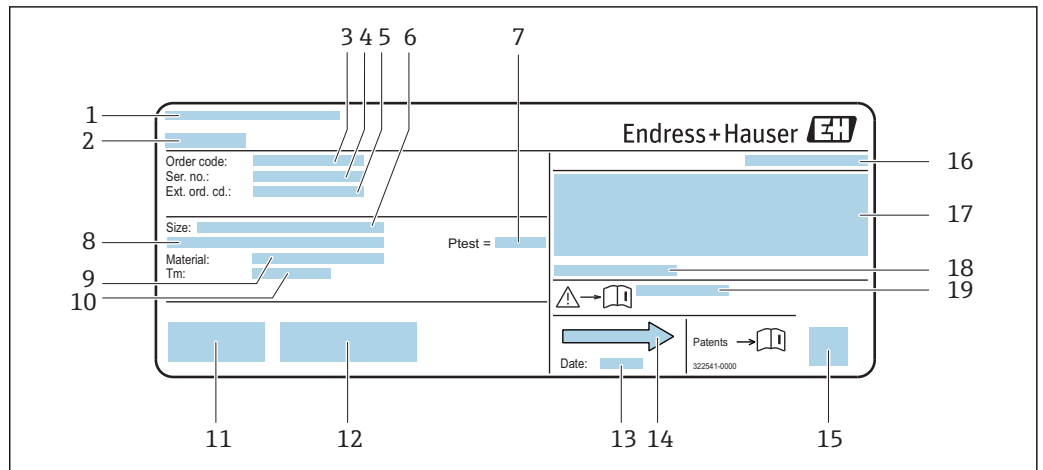 3 4 5 6 7
1
2
Endress+Hauser EH
Order code:
16
Ser. no.:
Ext. ord. cd.:
17
Size:
8
Ptest =
Material:
9
Tm:
18
10
19
Patents
322541-0000
Date:
11 12 13 14 15